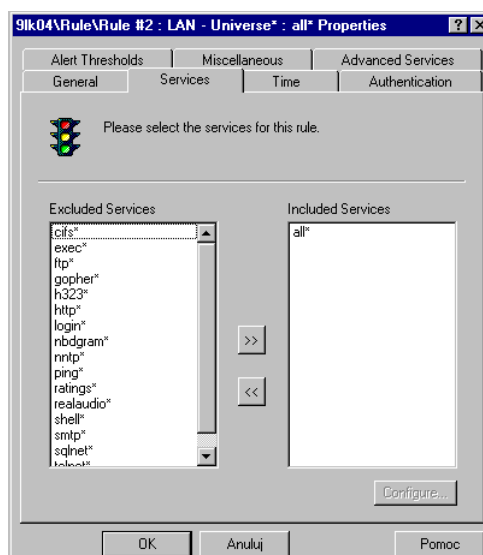 9lk04\Rule\Rule #2 : LAN - Universe* : all* Properties
Alert Thresholds Miscellaneous Advanced Services
General Services Time Authentication
Please select the services for this rule.
Excluded Services
cifs*
exec*
ftp*
gopher*
h323*
http*
login*
nbdgram*
nntp*
ping*
ratings*
realaudio*
shell*
smtp*
sqlnet*
telnet*
Included Services
all*
>>
<<
Configure...
OK Anuluj Pomoc